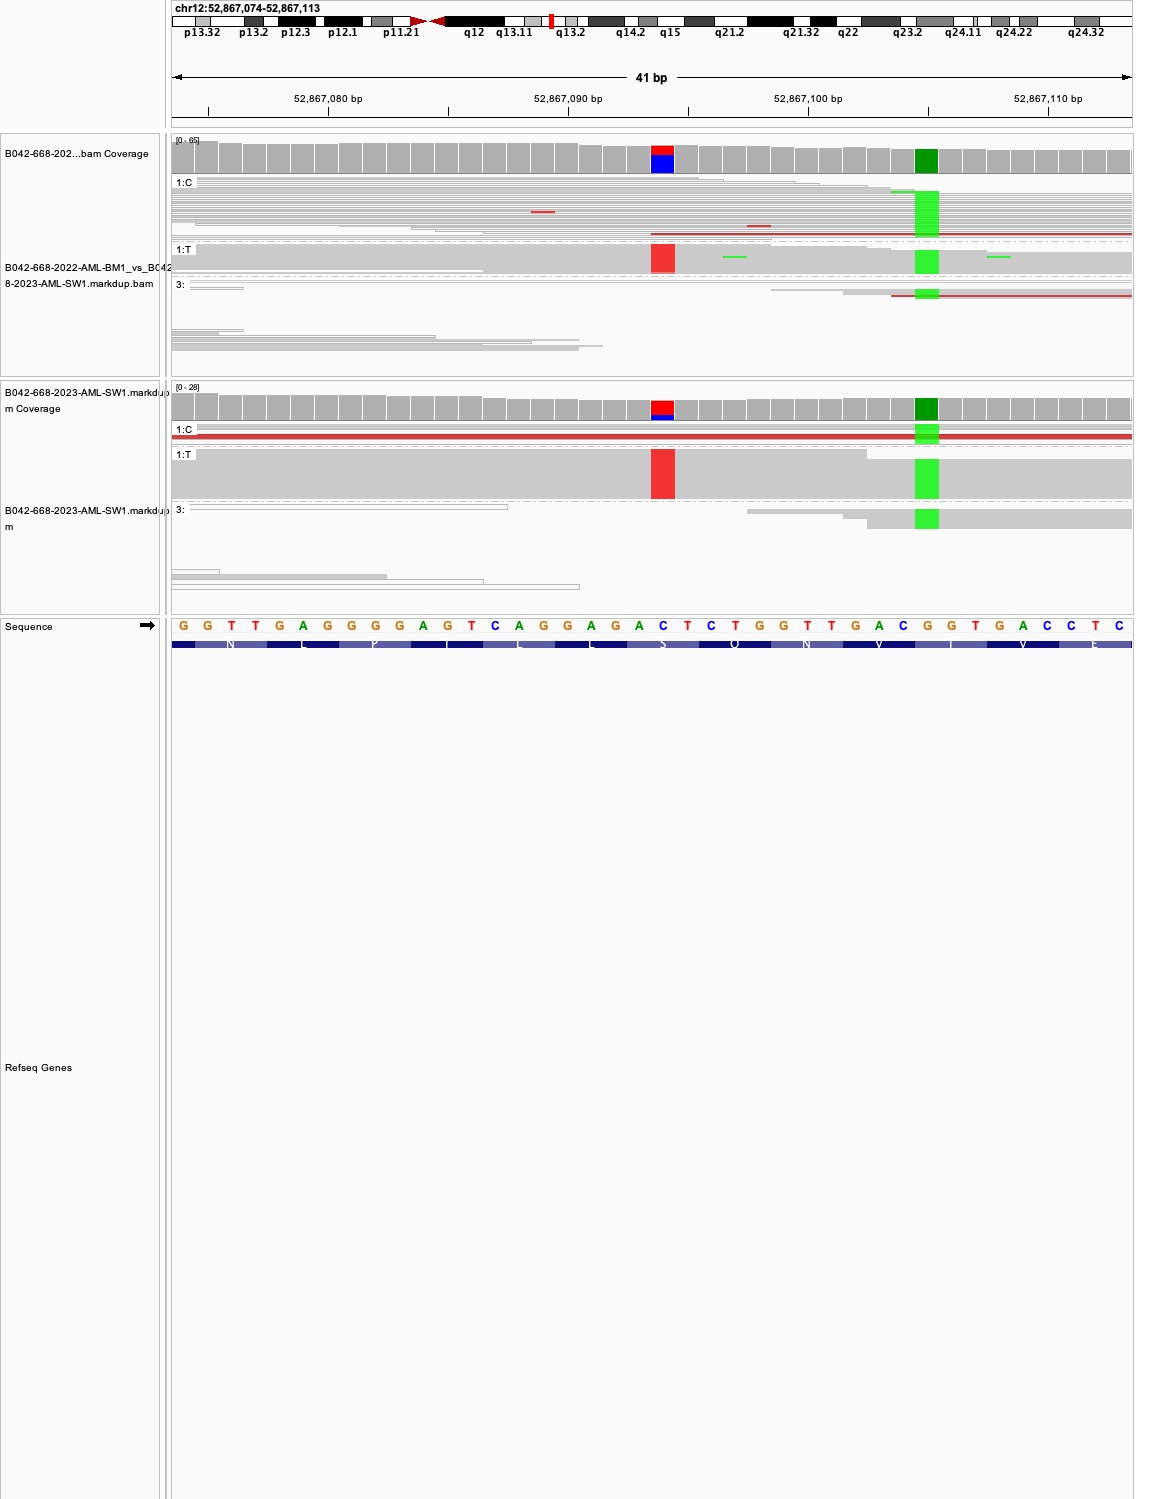 chr12:52,867,074-52,867,113
p13.32 p13.2 p12.3 p12.1 p11.21 q12 q13.11 q13.2 q14.2 q15 q21.2 q21.32 q22 q23.2 q24.11 q24.22 q24.32
41 bp
52,867,080 bp 52,867,090 bp 52,867,100 bp 52,867,110 bp
[0 - 65]
B042-668-202...bam Coverage
1:C
1:T
B042-668-2022-AML-BM1_vs_B042
8-2023-AML-SW1.markdup.bam
3:
[0 - 28]
B042-668-2023-AML-SW1.markdup
m Coverage
1:C
1:T
B042-668-2023-AML-SW1.markdup
m
3:
Sequence
G G T T G A G G G G A G T C A G G A G A C T C T G G T T G A C G G T G A C C T C
N L P L L S Q N V V E
Refseq Genes